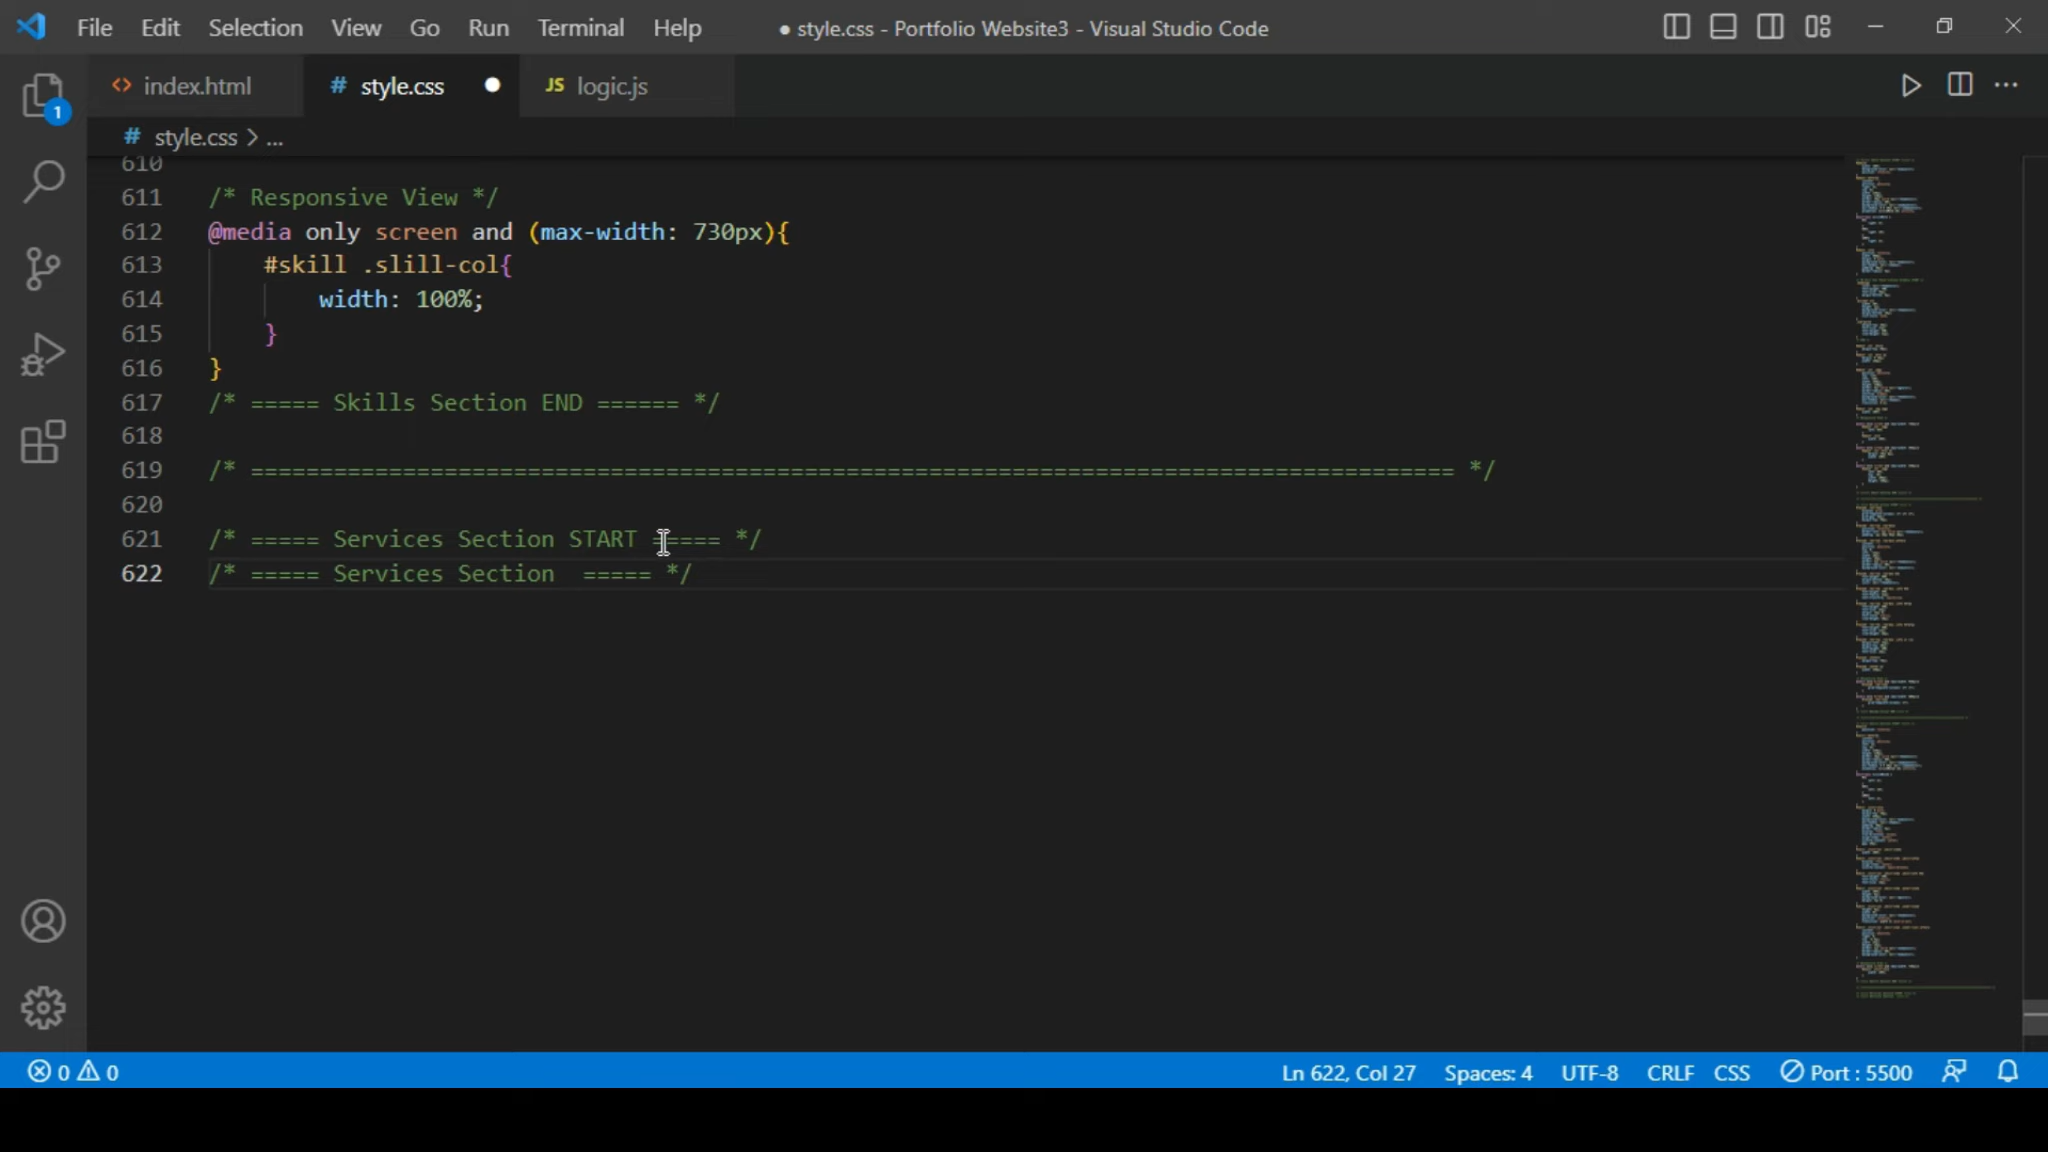 File Edit Selection View Go Run Terminal Help ● style.css - Portfolio Website3 - Visual Studio Code
<> index.html # style.css ● JS logic.js
# style.css > ...
1
610
611 /* Responsive View */
612 @media only screen and (max-width: 730px){
613 #skill .slill-col{
614 width: 100%;
615 }
616 }
617 /* ===== Skills Section END ====== */
618
619 /* ======================================================================================= */
620
621 /* ===== Services Section START ===== */
622 /* ===== Services Section  ===== */
0 0 Ln 622, Col 27 Spaces: 4 UTF-8 CRLF CSS Port : 5500